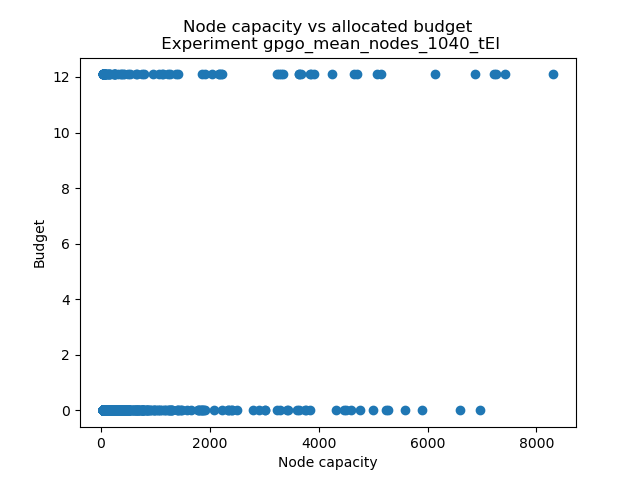 Node capacity vs allocated budget
Experiment gpgo_mean_nodes_1040_tEI
12
10
8
6
4
2
0
Budget
0 2000 4000 6000 8000
Node capacity